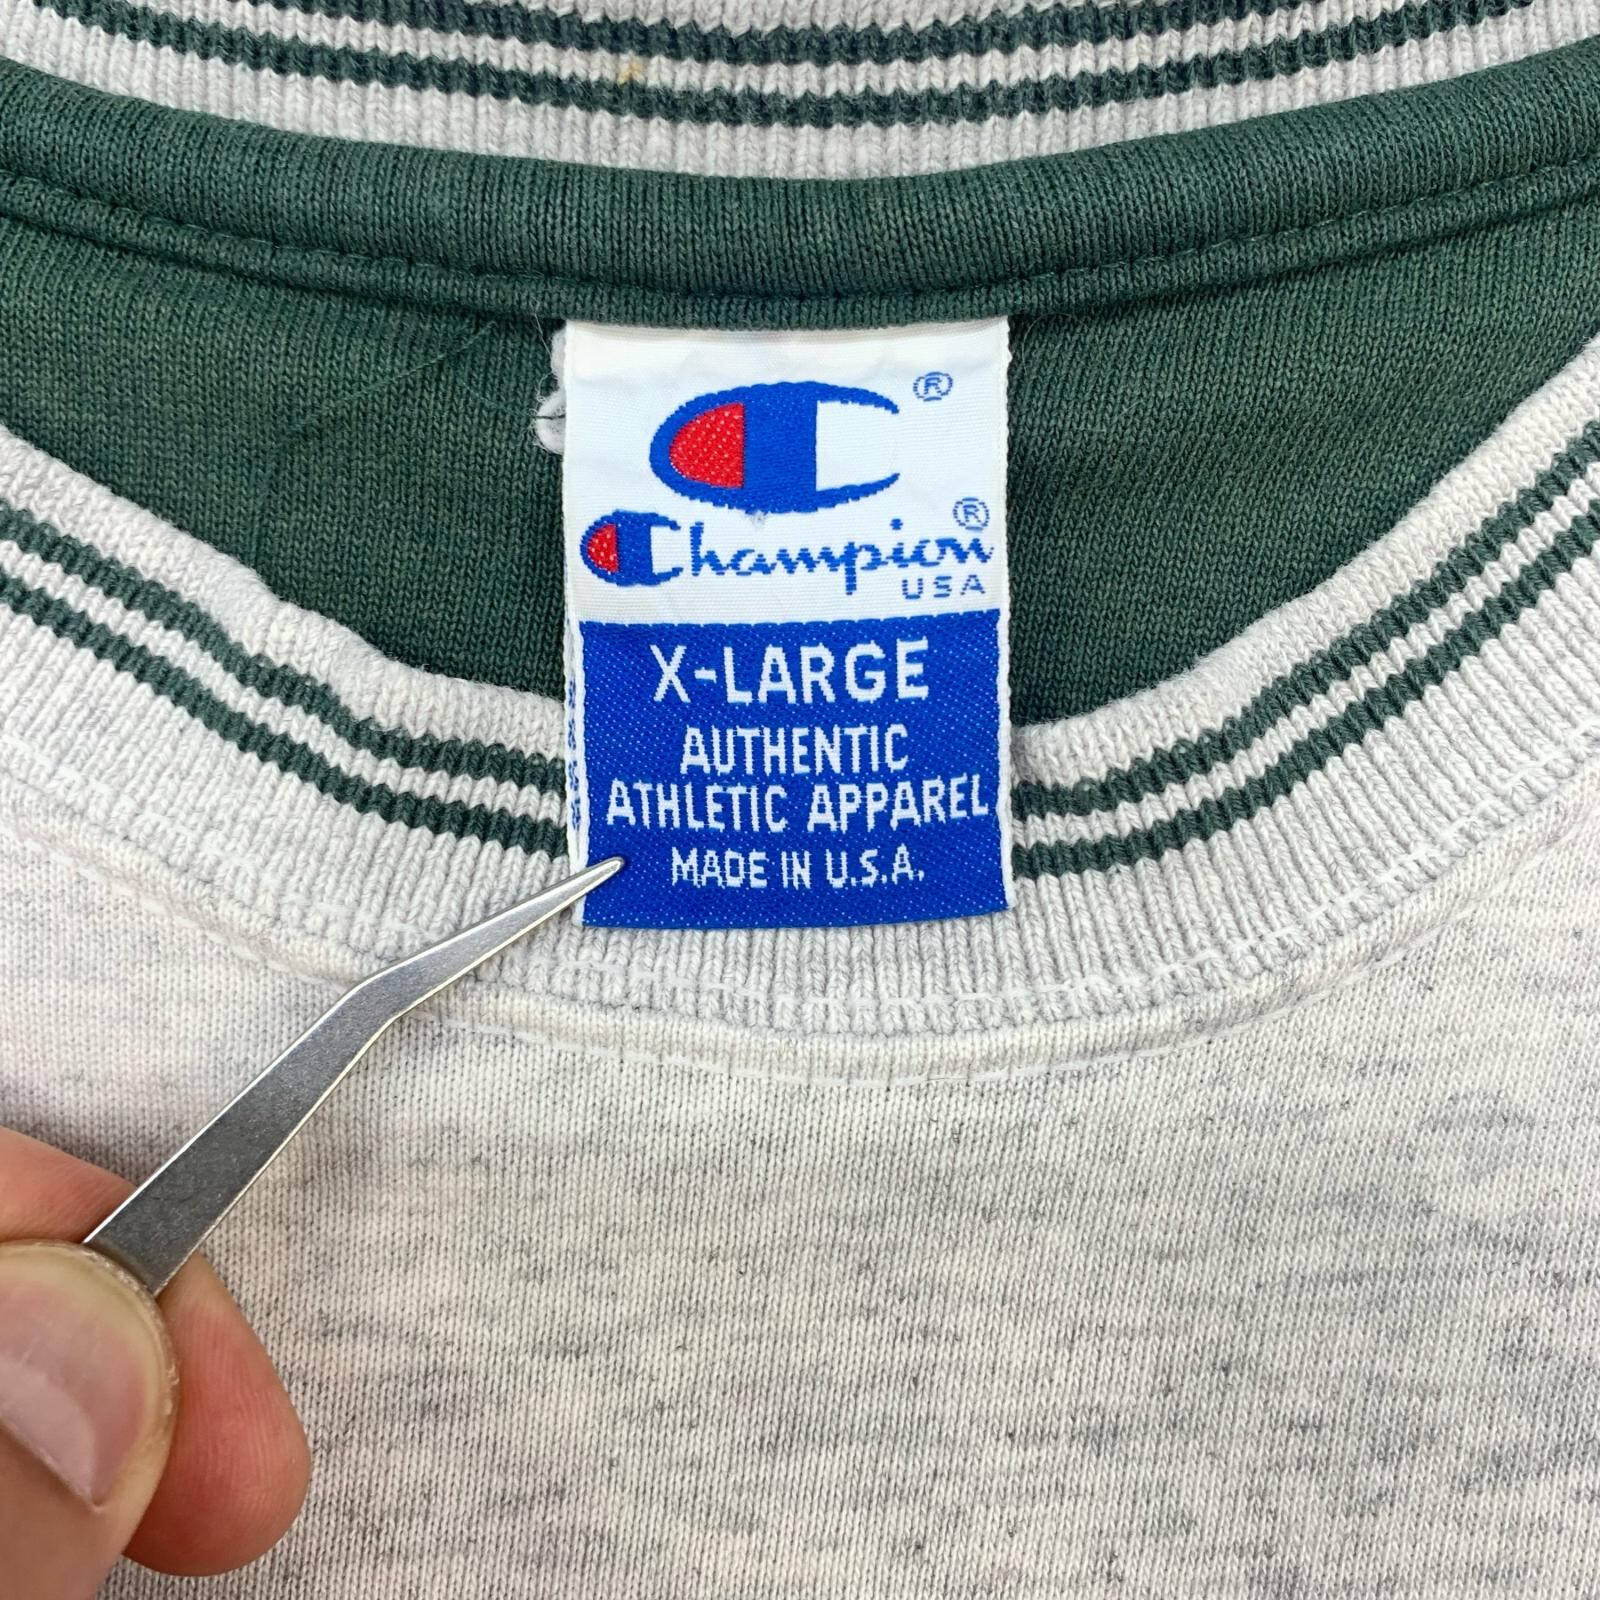 ®
Champion®
USA
X-LARGE
AUTHENTIC
ATHLETIC APPAREL
MADE IN U.S.A.